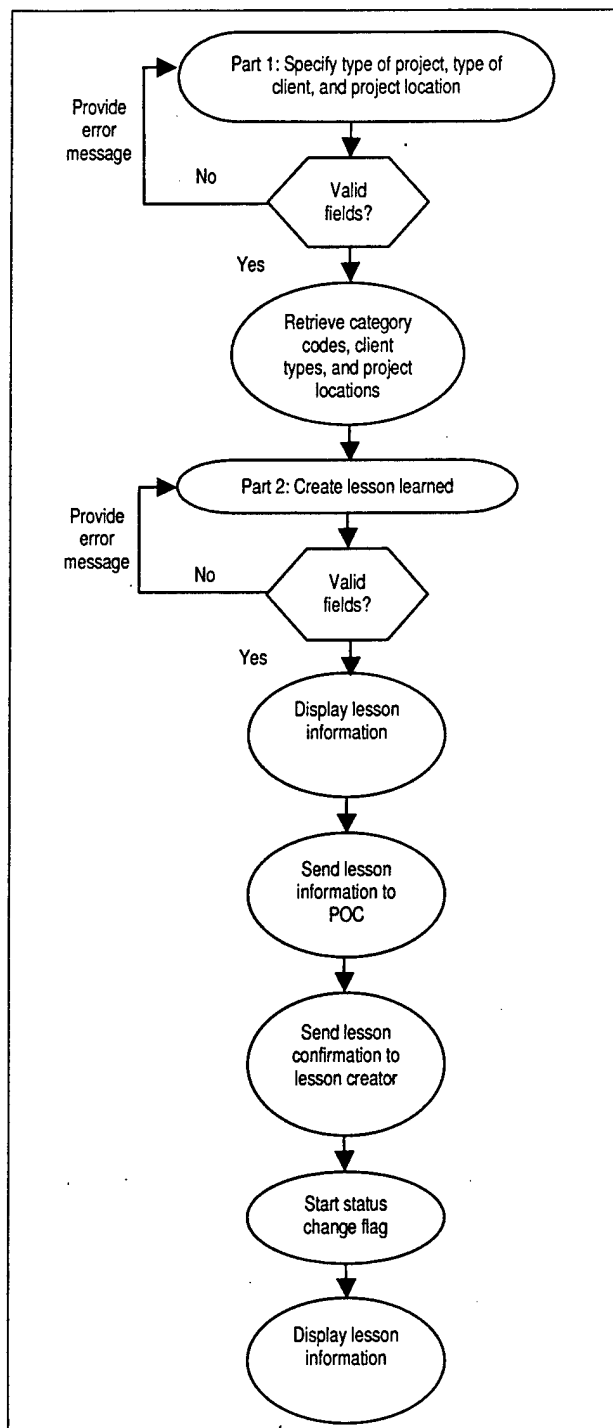 Part 1: Specify type of project, type of
client, and project location
Provide
error
message
No
Valid
fields?
Yes
Retrieve category
codes, client
types, and project
locations
Part 2: Create lesson learned
Provide
error
message
No
Valid
fields?
Yes
Display lesson
information
Send lesson
information to
POC
Send lesson
confirmation to
lesson creator
Start status
change flag
Display lesson
information